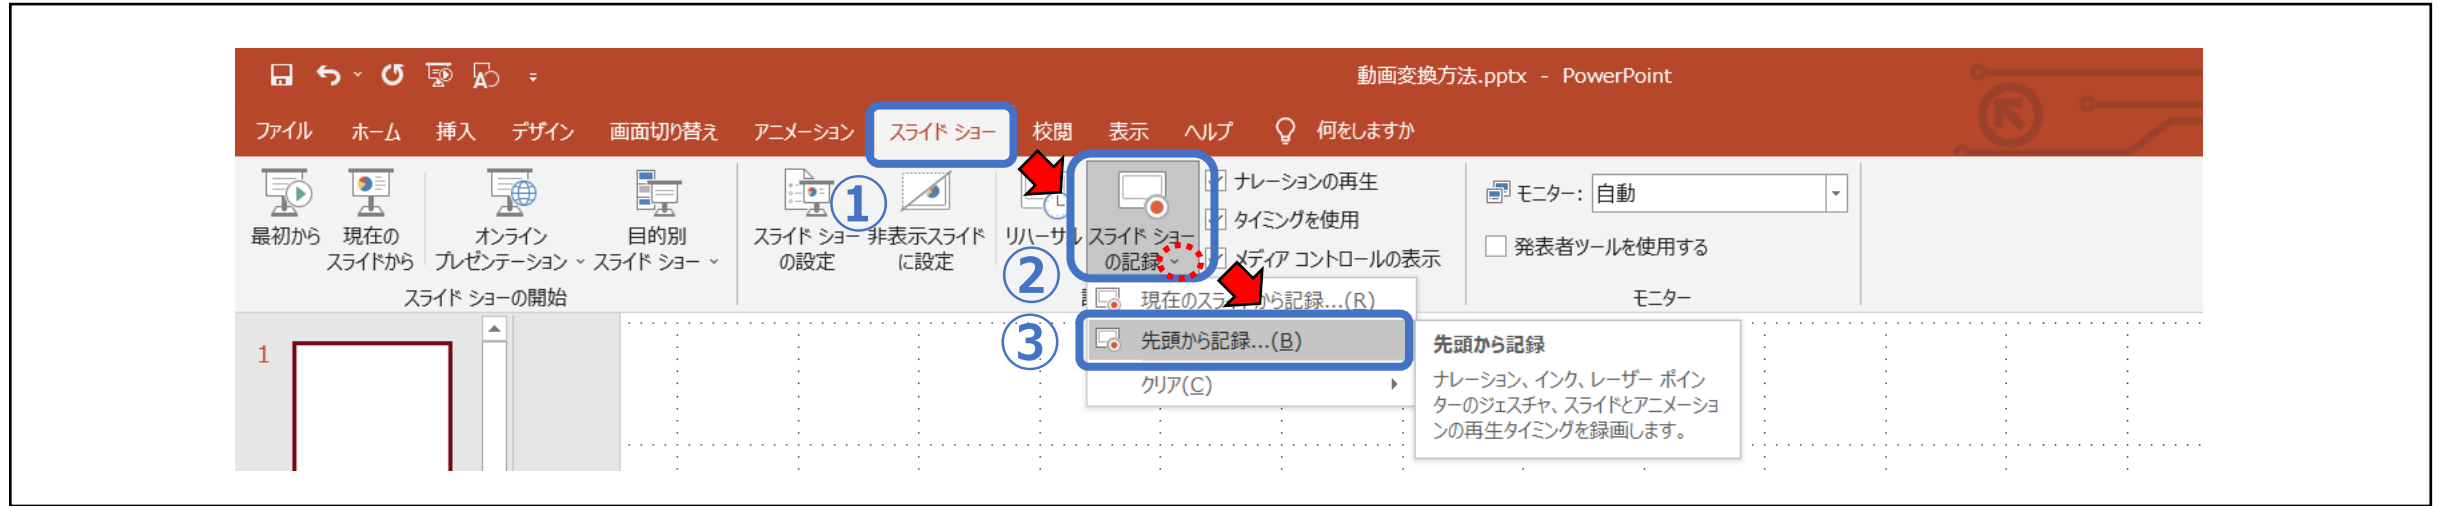 動画変換方法.pptx - PowerPoint
ファイル ホーム 挿入 デザイン 画面切り替え アニメーション スライド ショー 校閲 表示 ヘルプ 何をしますか
最初から
現在の
スライドから
オンライン
プレゼンテーション
目的別
スライド ショー
スライド ショー
の設定
非表示スライド
に設定
リハーサル
スライド ショー
の記録
ナレーションの再生
タイミングを使用
メディア コントロールの表示
モニター: 自動
発表者ツールを使用する
スライド ショーの開始
モニター
①
②
③
現在のスライドから記録...(R)
先頭から記録...(B)
クリア(C)
先頭から記録
ナレーション、インク、レーザー ポイン
ターのジェスチャ、スライドとアニメーショ
ンの再生タイミングを録画します。
1